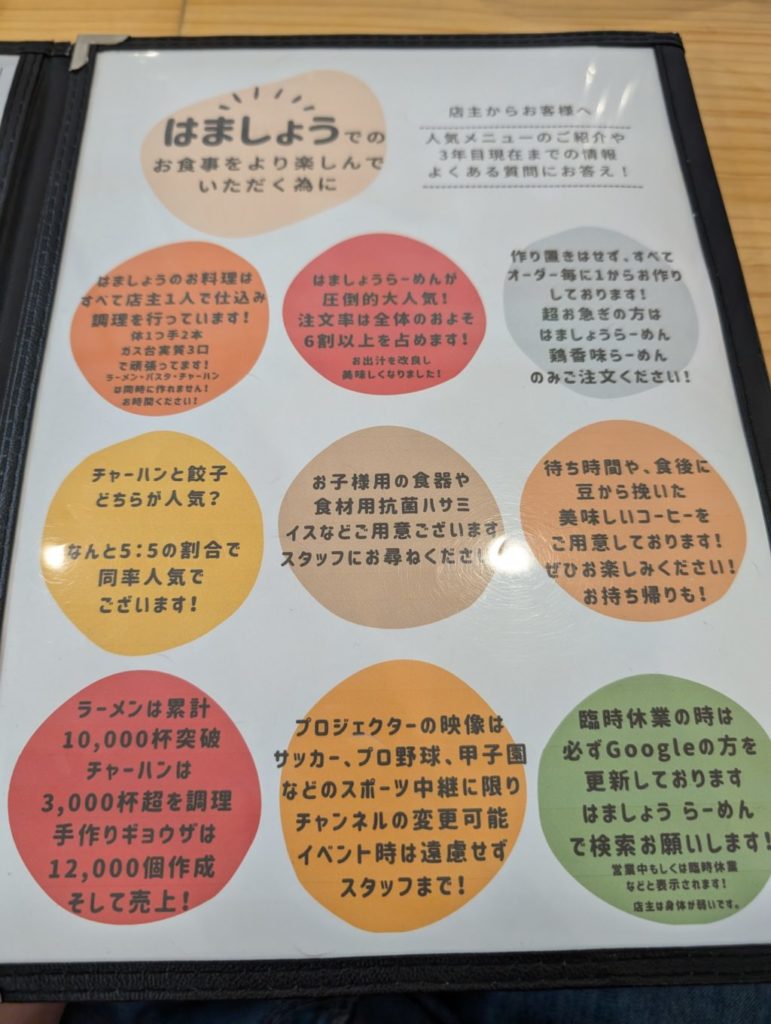 はましょうでの
お食事をより楽しんで
いただく為に
店主からお客様へ
人気メニューのご紹介や
3年目現在までの情報
よくある質問にお答え！
はましょうのお料理は
すべて店主1人で仕込み
調理を行っています！
体1つ手2本
ガス台実質3口
で頑張ってます！
ラーメン・パスタ・チャーハン
は同時に作れません！
お時間ください！
はましょうらーめんが
圧倒的大人気！
注文率は全体のおよそ
6割以上を占めます！
お出汁を改良し
美味しくなりました！
作り置きはせず、すべて
オーダー毎に1からお作り
しております！
超お急ぎの方は
はましょうらーめん
鶏香味らーめん
のみご注文ください！
チャーハンと餃子
どちらが人気？
なんと5：5の割合で
同率人気で
ございます！
お子様用の食器や
食材用抗菌ハサミ
イスなどご用意ございます
スタッフにお尋ねください！
待ち時間や、食後に
豆から挽いた
美味しいコーヒーを
ご用意しております！
ぜひお楽しみください！
お持ち帰りも！
ラーメンは累計
10,000杯突破
チャーハンは
3,000杯超を調理
手作りギョウザは
12,000個作成
そして売上！
プロジェクターの映像は
サッカー、プロ野球、甲子園
などのスポーツ中継に限り
チャンネルの変更可能
イベント時は遠慮せず
スタッフまで！
臨時休業の時は
必ずGoogleの方を
更新しております
はましょう らーめん
で検索お願いします！
営業中もしくは臨時休業
などと表示されます！
店主は身体が弱いです。